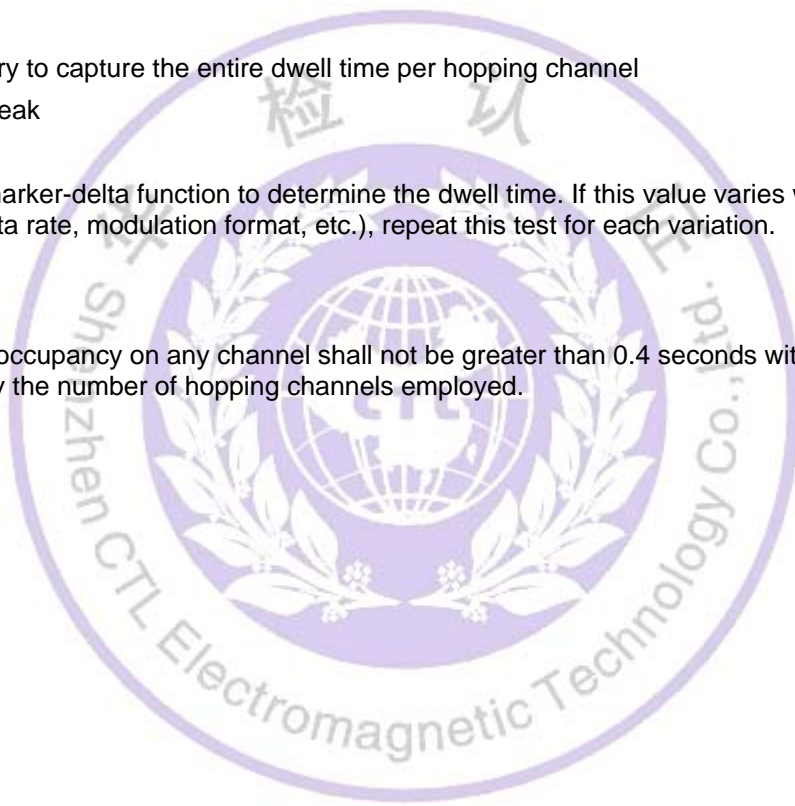 ry to capture the entire dwell time per hopping channel
eak
arker-delta function to determine the dwell time. If this value varies
ta rate, modulation format, etc.), repeat this test for each variation.
occupancy on any channel shall not be greater than 0.4 seconds wit
y the number of hopping channels employed.
检 认
华
Shenzhen CTL Electromagnetic Technology Co., Ltd.
CTL